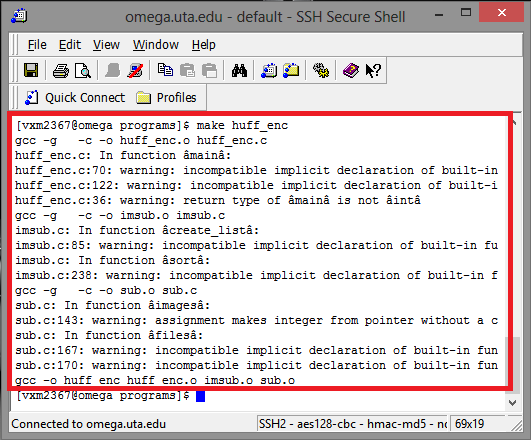 omega.uta.edu - default - SSH Secure Shell
File Edit View Window Help
Quick Connect Profiles
[vxm2367@omega programs]$ make huff_enc
gcc -g -c -o huff_enc.o huff_enc.c
huff_enc.c: In function âmainâ:
huff_enc.c:70: warning: incompatible implicit declaration of built-in
huff_enc.c:122: warning: incompatible implicit declaration of built-i
huff_enc.c:36: warning: return type of âmainâ is not âintâ
gcc -g -c -o imsub.o imsub.c
imsub.c: In function âcreate_listâ:
imsub.c:85: warning: incompatible implicit declaration of built-in fu
imsub.c: In function âsortâ:
imsub.c:238: warning: incompatible implicit declaration of built-in f
gcc -g -c -o sub.o sub.c
sub.c: In function âimagesâ:
sub.c:143: warning: assignment makes integer from pointer without a c
sub.c: In function âfilesâ:
sub.c:167: warning: incompatible implicit declaration of built-in fun
sub.c:170: warning: incompatible implicit declaration of built-in fun
gcc -o huff_enc huff_enc.o imsub.o sub.o
[vxm2367@omega programs]$
Connected to omega.uta.edu SSH2 - aes128-cbc - hmac-md5 - nc 69x19